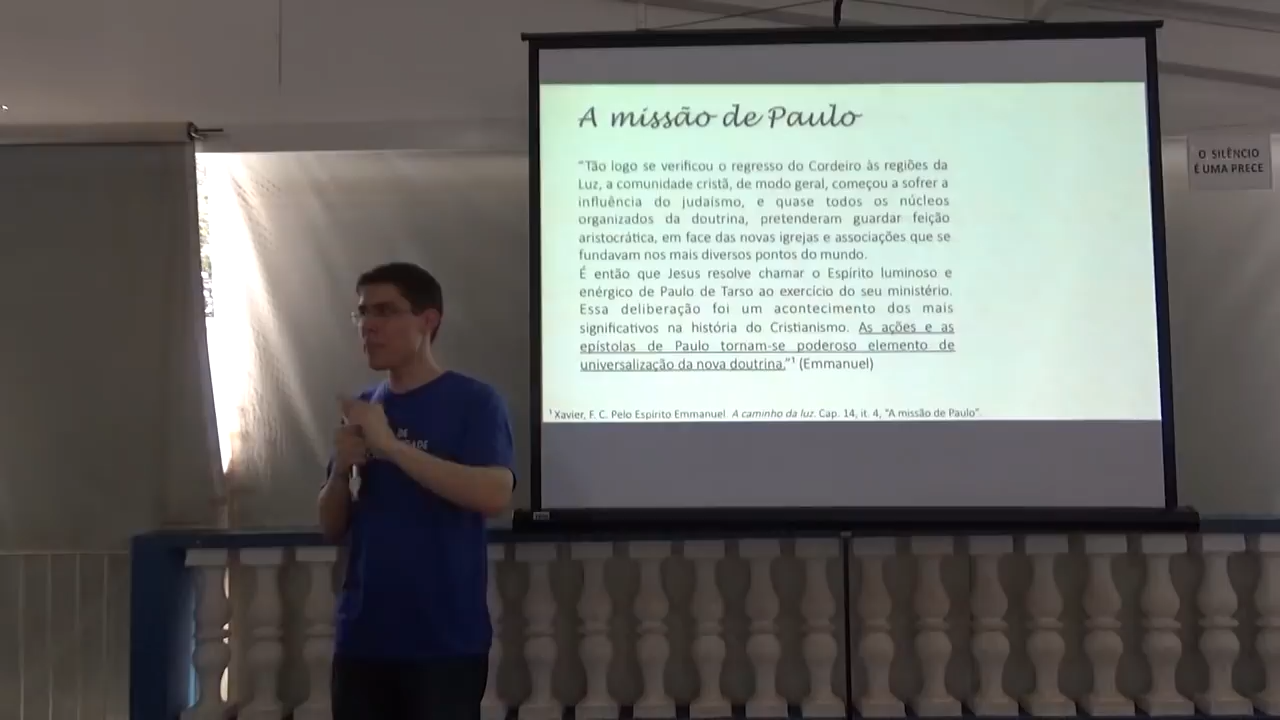 A missão de Paulo
"Tão logo se verificou o regresso do Cordeiro às regiões da
Luz, a comunidade cristã, de modo geral, começou a sofrer a
influência do judaísmo, e quase todos os núcleos
organizados da doutrina, pretenderam guardar feição
aristocrática, em face das novas igrejas e associações que se
fundavam nos mais diversos pontos do mundo.
É então que Jesus resolve chamar o Espírito luminoso e
enérgico de Paulo de Tarso ao exercício do seu ministério.
Essa deliberação foi um acontecimento dos mais
significativos na história do Cristianismo. As ações e as
epístolas de Paulo tornam-se poderoso elemento de
universalização da nova doutrina."¹ (Emmanuel)
¹ Xavier, F. C. Pelo Espírito Emmanuel. A caminho da luz. Cap. 14, it. 4, "A missão de Paulo".
O SILÊNCIO
É UMA PRECE
DE